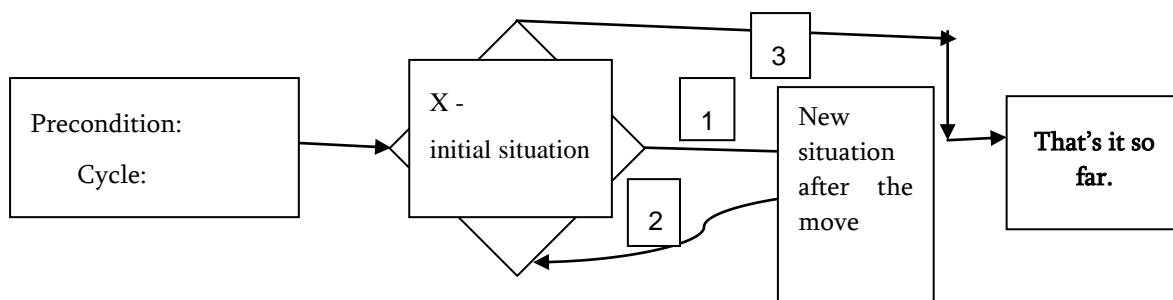 Precondition:
Cycle:
X -
initial situation
1
2
3
New
situation
after the
move
That's it so
far.